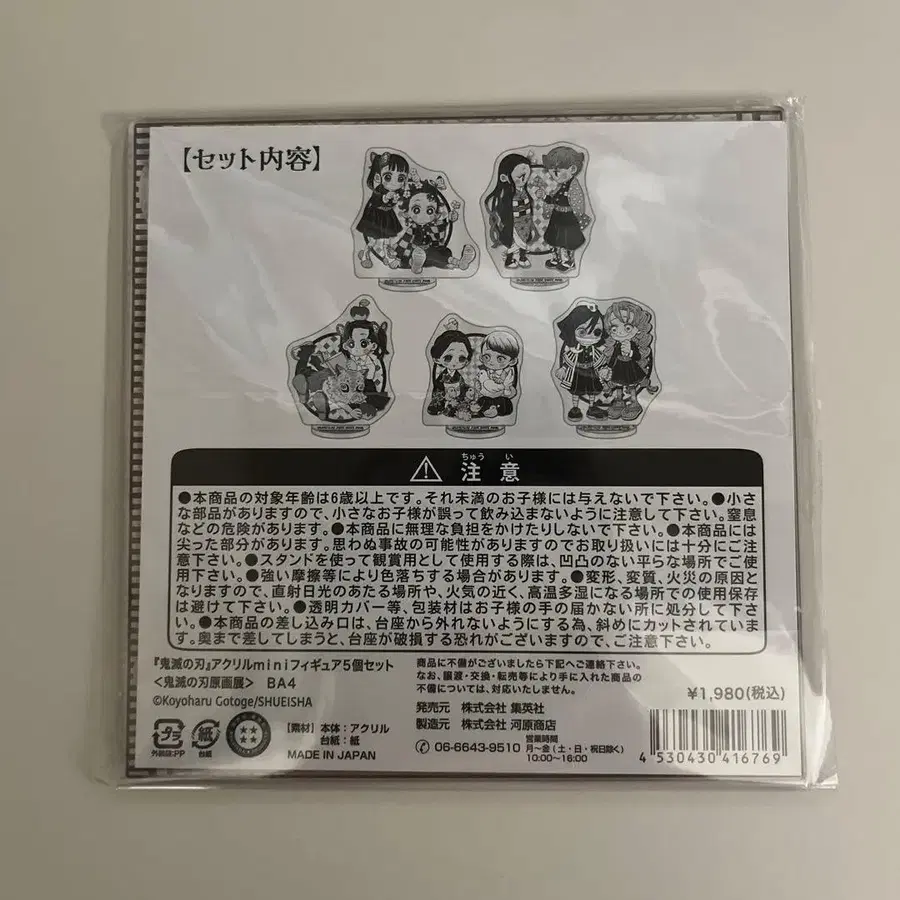 【セット内容】
ちゅう い
注 意
●本商品の対象年齢は6歳以上です。それ未満のお子様には与えないで下さい。●小さ
な部品がありますので、小さなお子様が誤って飲み込まないように注意して下さい。窒息
などの危険があります。●本商品に無理な負担をかけたりしないで下さい。●本商品には
尖った部分があります。思わぬ事故の可能性がありますのでお取り扱いには十分にご注
意下さい。●スタンドを使って観賞用として使用する際は、凹凸のない平らな場所でご使
用下さい。●強い摩擦等により色落ちする場合があります。●変形、変質、火災の原因と
なりますので、直射日光のあたる場所や、火気の近く、高温多湿になる場所での使用保存
は避けて下さい。●透明カバー等、包装材はお子様の手の届かない所に処分して下さ
い。●本商品の差し込み口は、台座から外れないようにする為、斜めにカットされています。
奥まで差してしまうと、台座が破損する恐れがございますので、ご注意下さい。
『鬼滅の刃』アクリルminiフィギュア5個セット
<鬼滅の刃原画展> BA4
©Koyoharu Gotoge/SHUEISHA
プラ
外装袋:PP
紙
台紙
【素材】本体:アクリル
台紙:紙
MADE IN JAPAN
商品に不備がございましたら下記へご連絡下さい。
なお、譲渡・交換・転売等により手に入れた商品の
不備については、対応いたしません。
発売元 株式会社 集英社
製造元 株式会社 河原商店
06-6643-9510
営業時間
月～金(土・日・祝日除く)
10:00～16:00
¥1,980(税込)
4 530430 416769